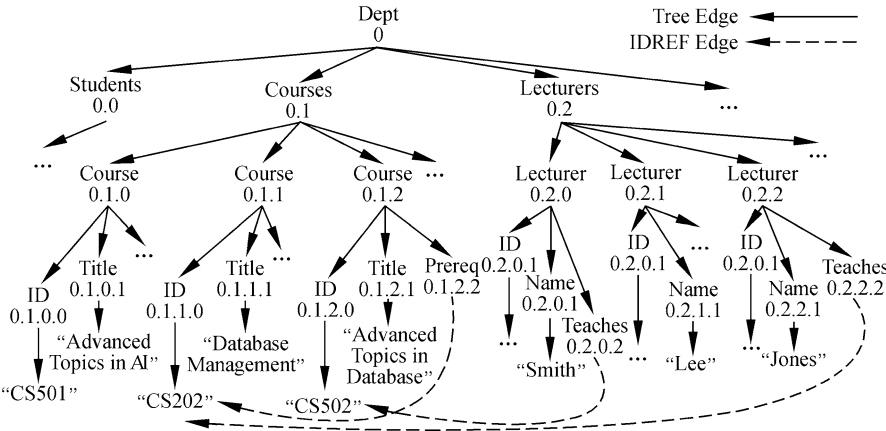 Dept
0
Tree Edge
IDREF Edge
Students
0.0
Courses
0.1
Lecturers
0.2
...
...
Course
0.1.0
Course
0.1.1
Course
0.1.2
...
Lecturer
0.2.0
Lecturer
0.2.1
Lecturer
0.2.2
...
ID
0.1.0.0
Title
0.1.0.1
...
ID
0.1.1.0
Title
0.1.1.1
...
ID
0.1.2.0
Title
0.1.2.1
Prereq
0.1.2.2
ID
0.2.0.1
Name
0.2.0.1
Teaches
0.2.0.2
ID
0.2.0.1
Name
0.2.1.1
...
ID
0.2.0.1
Name
0.2.2.1
Teaches
0.2.2.2
“CS501”
“Advanced
Topics in AI”
“CS202”
“Database
Management”
“CS502”
“Advanced
Topics in
Database”
...
“Smith”
...
“Lee”
...
“Jones”